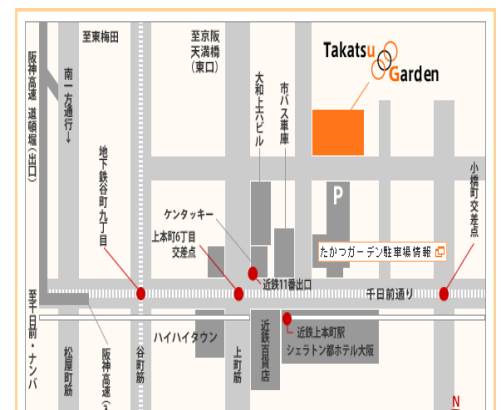 至東梅田
至京阪
天満橋
(東口)
Takatsu
Garden
阪神高速 道頓堀(出口)
南一方通行→
大和上六ビル
市バス車庫
地下鉄谷町九丁目
小橋町交差点
P
ケンタッキー
上本町6丁目
交差点
たかつガーデン駐車場情報
近鉄11番出口
千日前通り
至千日前・ナンバ
ハイハイタウン
近鉄上本町駅
シェラトン都ホテル大阪
松屋町筋
阪神高速(入
谷町筋
上町筋
近鉄百貨店
N